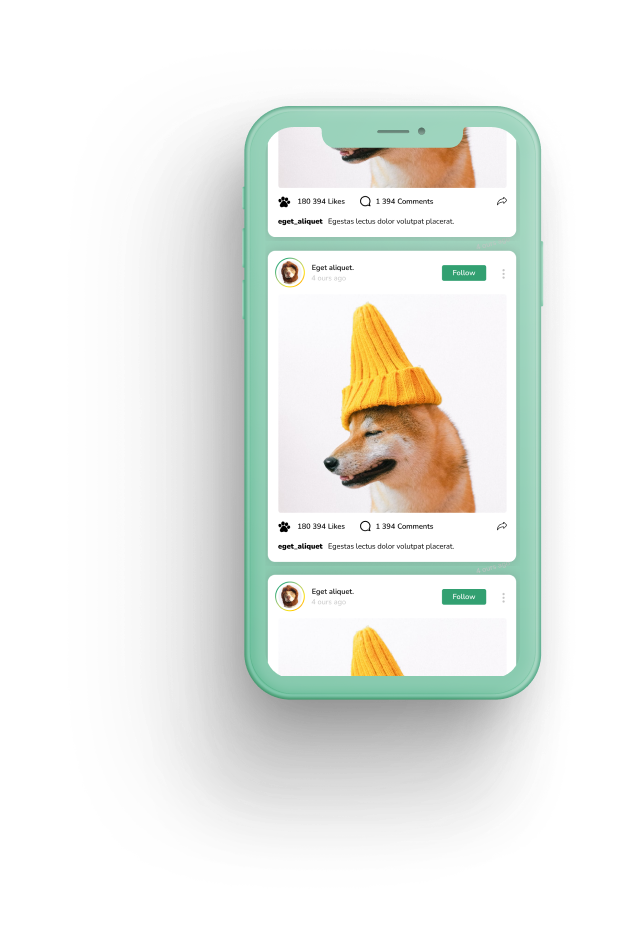 180 394 Likes 1 394 Comments
eget_aliquet Egestas lectus dolor volutpat placerat.
Eget aliquet.
4 ours ago
Follow
180 394 Likes 1 394 Comments
eget_aliquet Egestas lectus dolor volutpat placerat.
Eget aliquet.
4 ours ago
Follow